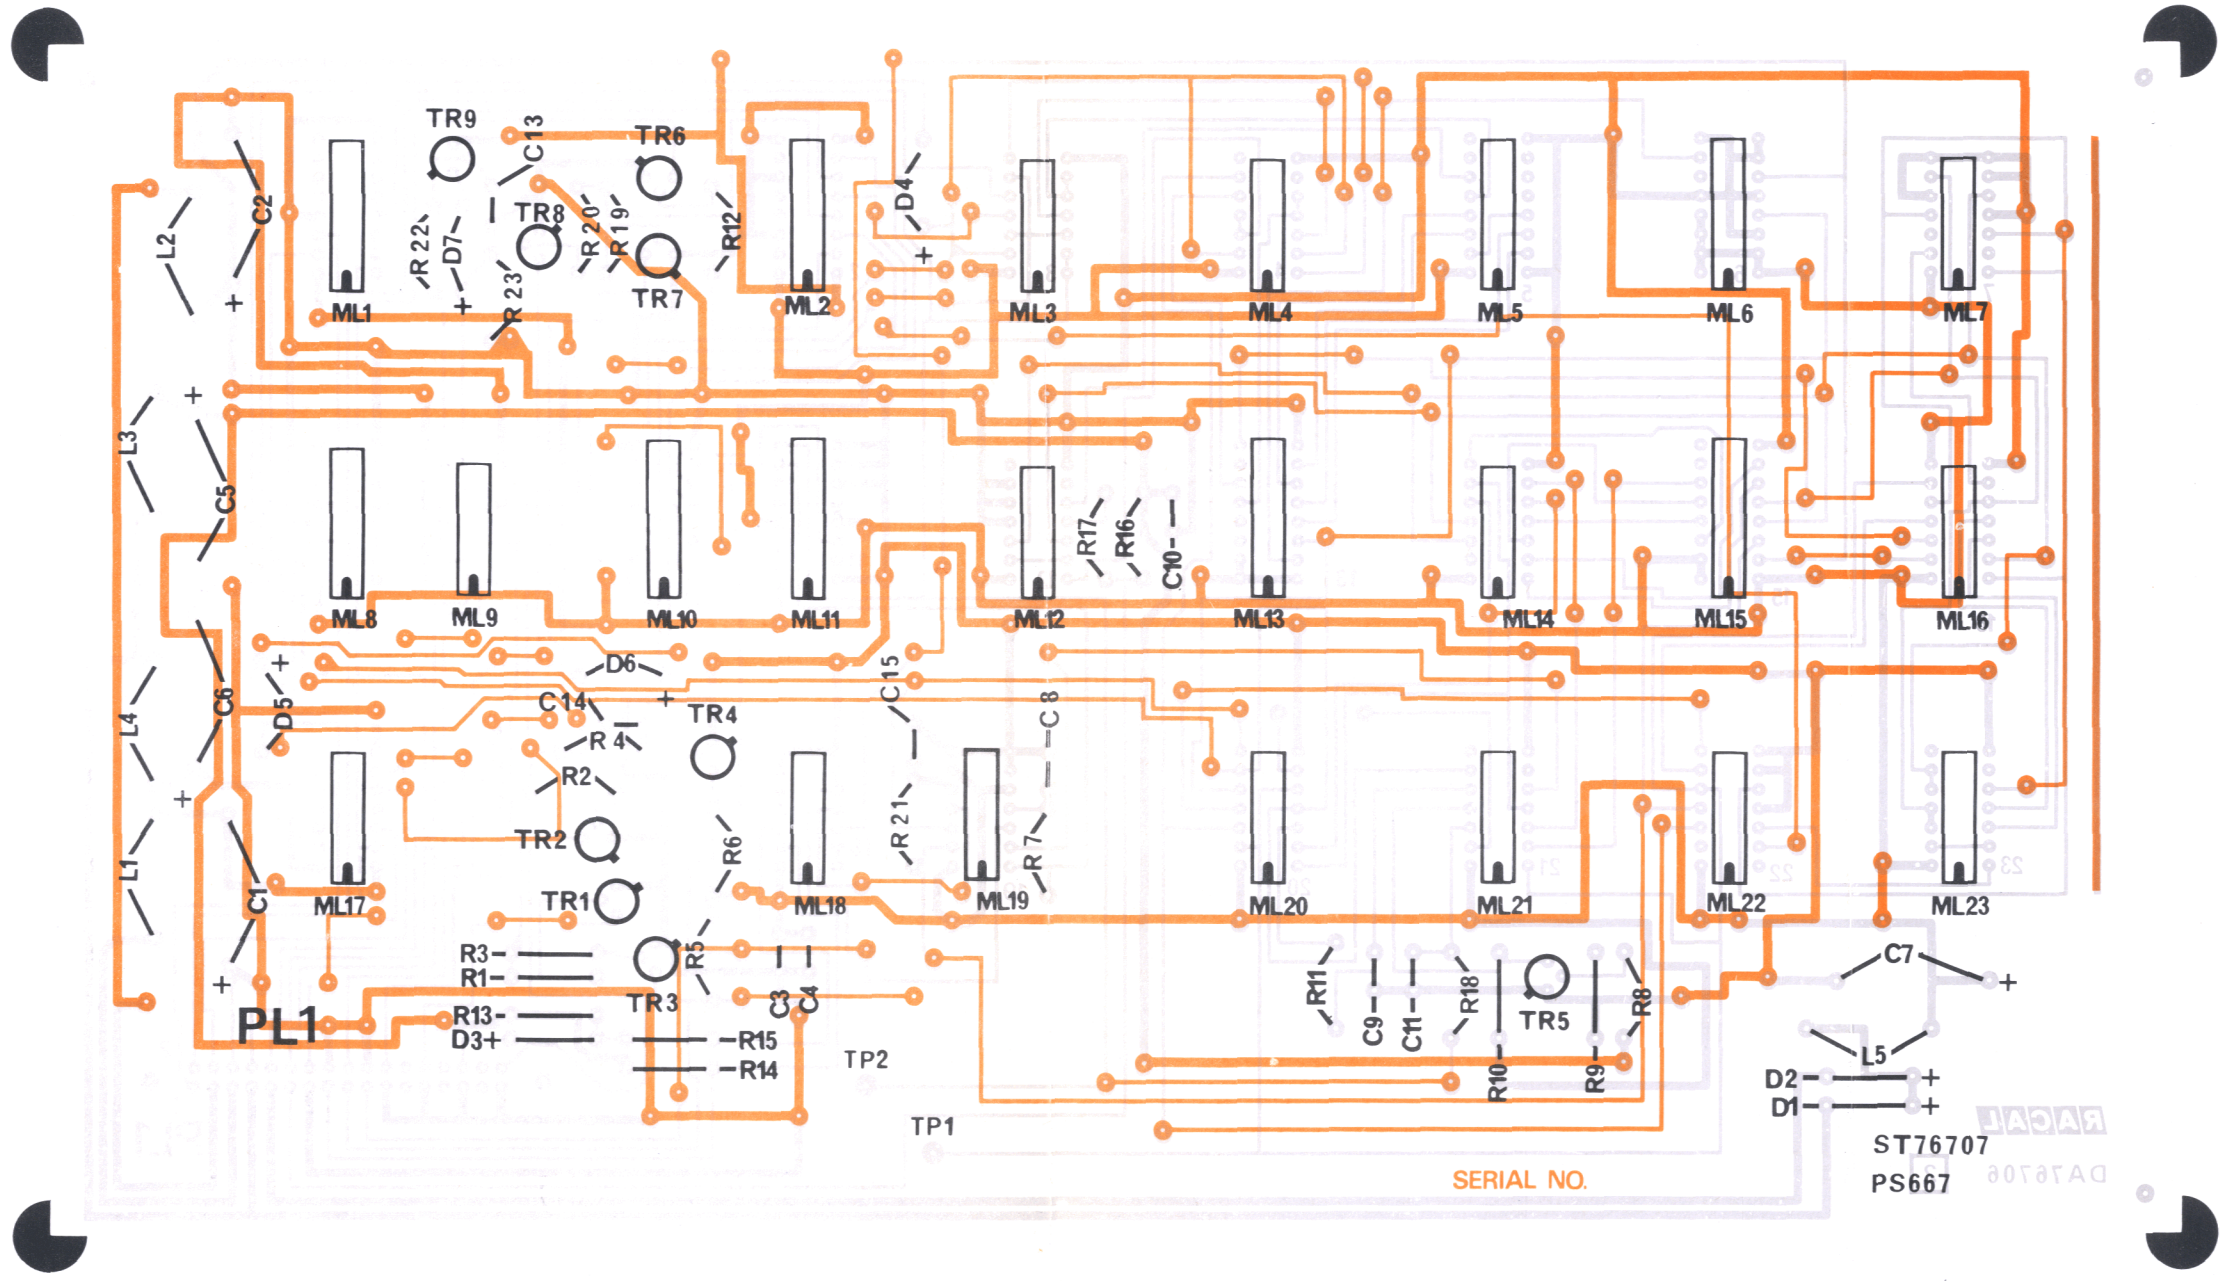 TR9
C13
TR6
C2
L2
R22
D7
TR8
R20
R19
R12
D4
+
+
+
R23
TR7
ML1
ML2
ML3
ML4
ML5
ML6
ML7
+
L3
C5
R17
R16
C10
ML8
ML9
ML10
ML11
ML12
ML13
ML14
ML15
ML16
+
D6
C15
L4
C6
D5
C14
+
TR4
C8
R4
R2
+
TR2
R6
R21
R7
L1
C1
TR1
ML17
ML18
ML19
ML20
ML21
ML22
ML23
R3
R1
R5
TR3
C3
C4
R11
C9
C11
R18
TR5
R8
C7
+
+
PL1
R13
D3+
R15
R14
TP2
R10
R9
L5
D2
+
D1
+
TP1
RACAL
ST76707
DA76706
PS667
SERIAL NO.